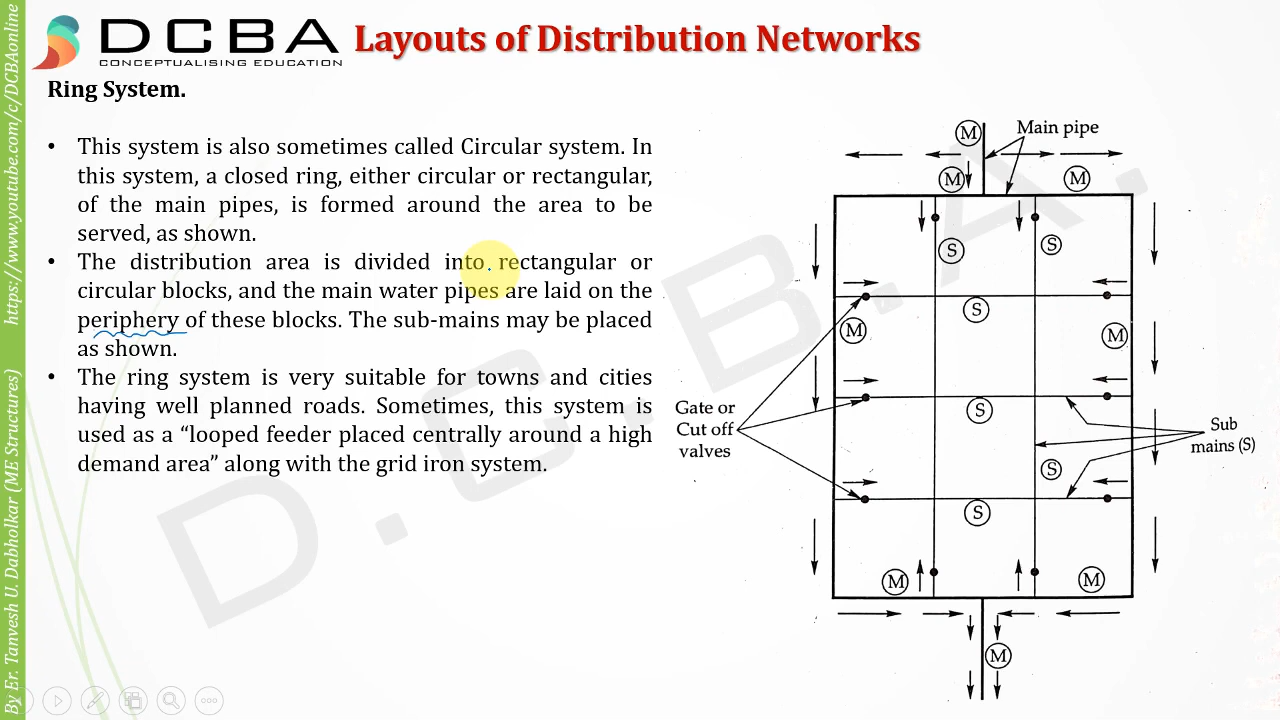 DCBA
CONCEPTUALISING EDUCATION
Layouts of Distribution Networks
Ring System.
• This system is also sometimes called Circular system. In
this system, a closed ring, either circular or rectangular,
of the main pipes, is formed around the area to be
served, as shown.
• The distribution area is divided into rectangular or
circular blocks, and the main water pipes are laid on the
periphery of these blocks. The sub-mains may be placed
as shown.
• The ring system is very suitable for towns and cities
having well planned roads. Sometimes, this system is
used as a “looped feeder placed centrally around a high
demand area” along with the grid iron system.
M
Main pipe
M
M
S
S
S
M
M
S
Gate or
Cut off
valves
Sub
mains (S)
S
S
M
M
M
D.C.B.A.
By Er. Tanvesh U. Dabholkar (ME Structures) https://www.youtube.com/c/DCBAonline